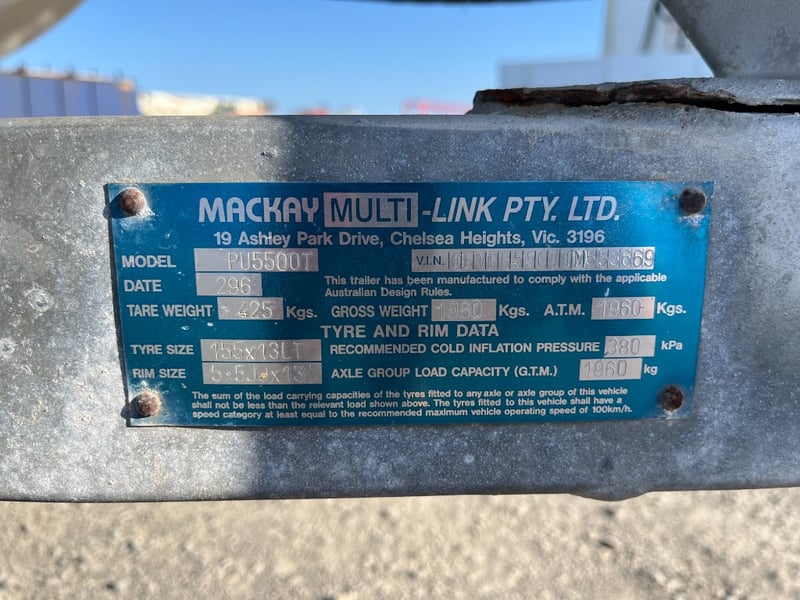 MACKAY MULTI-LINK PTY. LTD.
19 Ashley Park Drive, Chelsea Heights, Vic. 3196
MODEL PU5500T V.I.N.
DATE 296 This trailer has been manufactured to comply with the applicable
Australian Design Rules.
TARE WEIGHT 425 Kgs. GROSS WEIGHT 1960 Kgs. A.T.M. 1960 Kgs.
TYRE AND RIM DATA
TYRE SIZE 155x13LT RECOMMENDED COLD INFLATION PRESSURE 380 kPa
RIM SIZE AXLE GROUP LOAD CAPACITY (G.T.M.) 1960 kg
The sum of the load carrying capacities of the tyres fitted to any axle or axle group of this vehicle
shall not be less than the relevant load shown above. The tyres fitted to this vehicle shall have a
speed category at least equal to the recommended maximum vehicle operating speed of 100km/h.